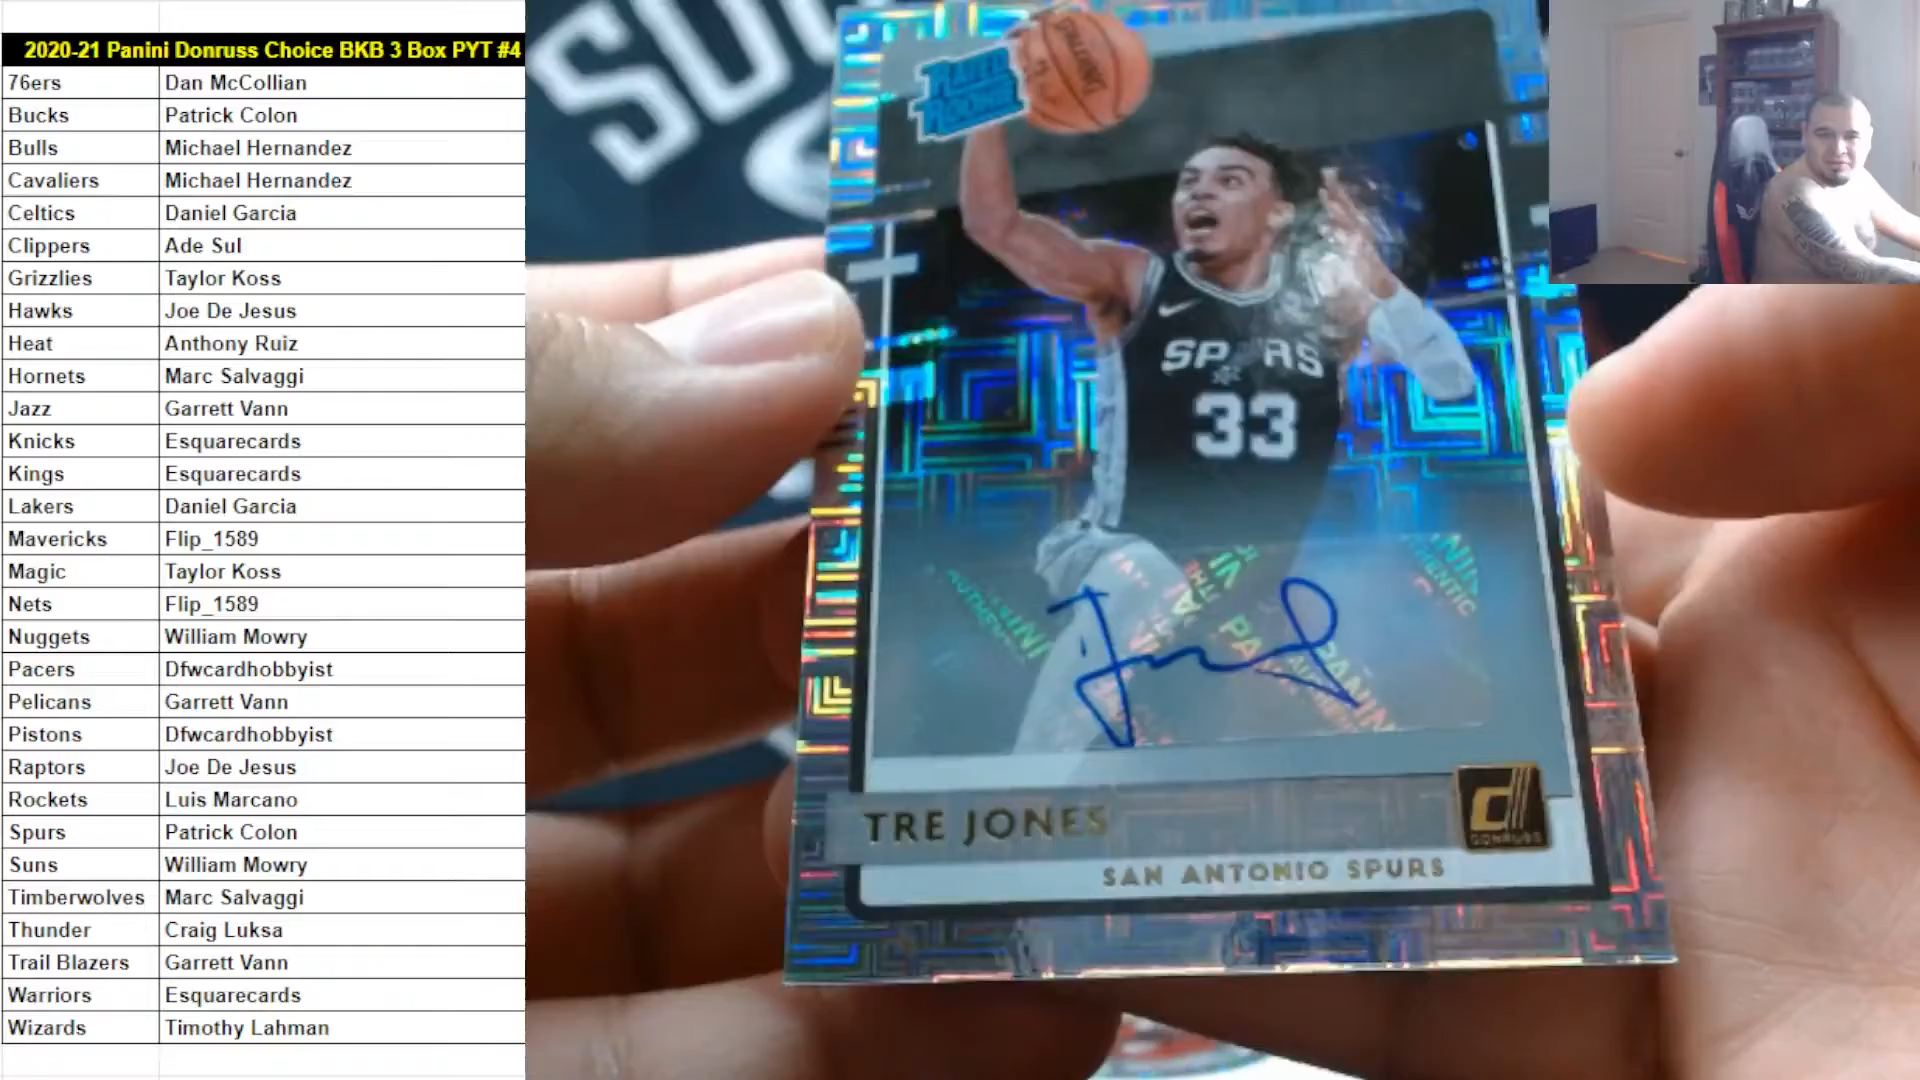 2020-21 Panini Donruss Choice BKB 3 Box PYT #4
76ers Dan McCollian
Bucks Patrick Colon
Bulls Michael Hernandez
Cavaliers Michael Hernandez
Celtics Daniel Garcia
Clippers Ade Sul
Grizzlies Taylor Koss
Hawks Joe De Jesus
Heat Anthony Ruiz
Hornets Marc Salvaggi
Jazz Garrett Vann
Knicks Esquarecards
Kings Esquarecards
Lakers Daniel Garcia
Mavericks Flip_1589
Magic Taylor Koss
Nets Flip_1589
Nuggets William Mowry
Pacers Dfwcardhobbyist
Pelicans Garrett Vann
Pistons Dfwcardhobbyist
Raptors Joe De Jesus
Rockets Luis Marcano
Spurs Patrick Colon
Suns William Mowry
Timberwolves Marc Salvaggi
Thunder Craig Luksa
Trail Blazers Garrett Vann
Warriors Esquarecards
Wizards Timothy Lahman
RATED
ROOKIE
SPALDING
SPURS
33
TRE JONES
DONRUSS
SAN ANTONIO SPURS